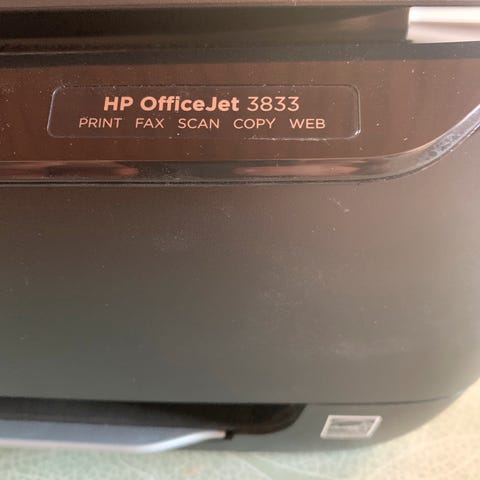 HP OfficeJet 3833
PRINT FAX SCAN COPY WEB